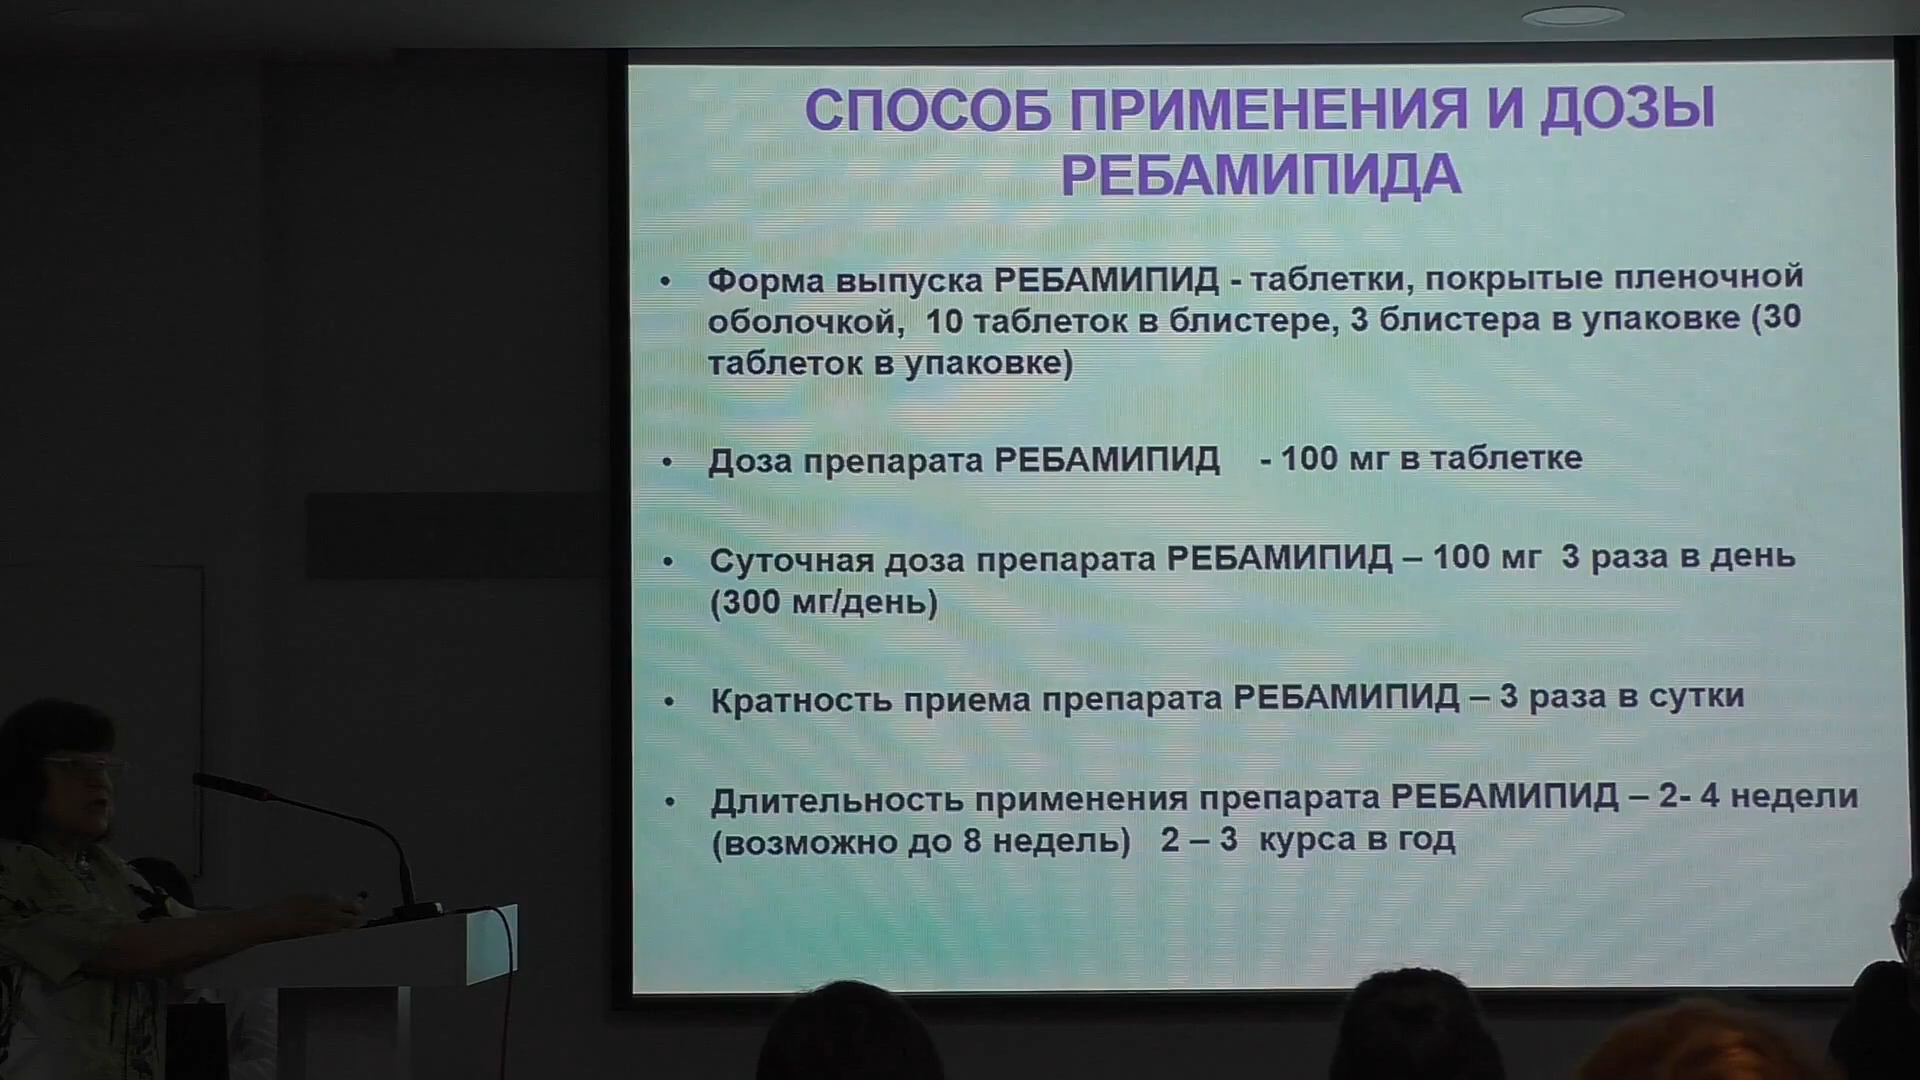 СПОСОБ ПРИМЕНЕНИЯ И ДОЗЫ
РЕБАМИПИДА
• Форма выпуска РЕБАМИПИД - таблетки, покрытые пленочной
оболочкой, 10 таблеток в блистере, 3 блистера в упаковке (30
таблеток в упаковке)
• Доза препарата РЕБАМИПИД - 100 мг в таблетке
• Суточная доза препарата РЕБАМИПИД – 100 мг 3 раза в день
(300 мг/день)
• Кратность приема препарата РЕБАМИПИД – 3 раза в сутки
• Длительность применения препарата РЕБАМИПИД – 2- 4 недели
(возможно до 8 недель) 2 – 3 курса в год